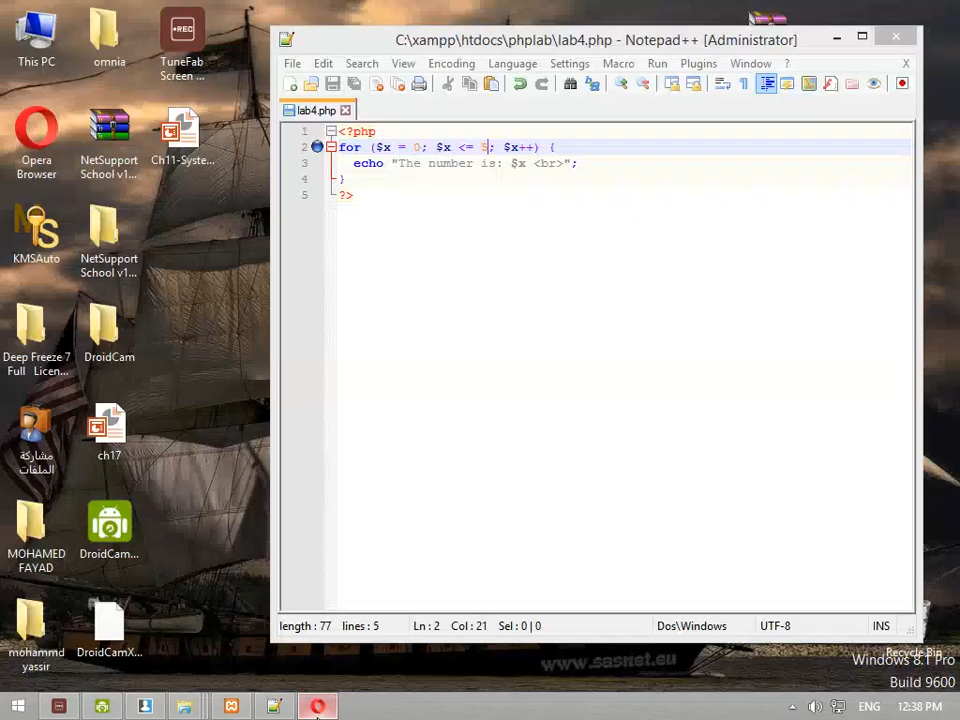 This PC
omnia
TuneFab
Screen ...
Opera
Browser
NetSupport
School v1...
Ch11-Syste...
KMSAuto
NetSupport
School v1...
Deep Freeze 7
Full Licen...
DroidCam
مشاركة
الملفات
ch17
MOHAMED
FAYAD
DroidCam...
mohammd
yassir
DroidCamX...
REC
MS
C:\xampp\htdocs\phplab\lab4.php - Notepad++ [Administrator]
File Edit Search View Encoding Language Settings Macro Run Plugins Window ? X
lab4.php
1 <?php
2 for ($x = 0; $x <= 5; $x++) {
3 echo "The number is: $x <br>";
4 }
5 ?>
length : 77 lines : 5 Ln : 2 Col : 21 Sel : 0 | 0 Dos\Windows UTF-8 INS
www.sasnet.eu
Recycle Bin
Windows 8.1 Pro
Build 9600
ENG 12:38 PM